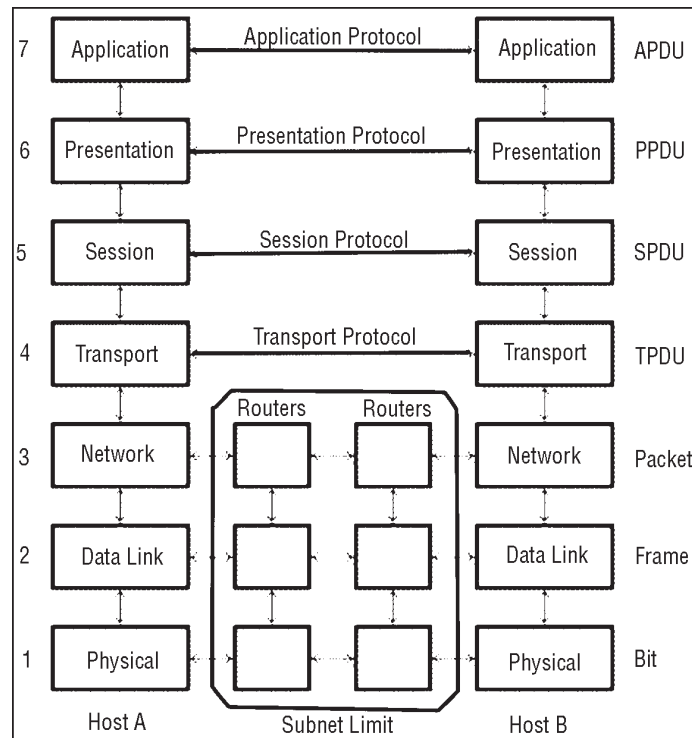 7 Application Application Protocol Application APDU
6 Presentation Presentation Protocol Presentation PPDU
5 Session Session Protocol Session SPDU
4 Transport Transport Protocol Transport TPDU
Routers Routers
3 Network Network Packet
2 Data Link Data Link Frame
1 Physical Physical Bit
Host A Subnet Limit Host B